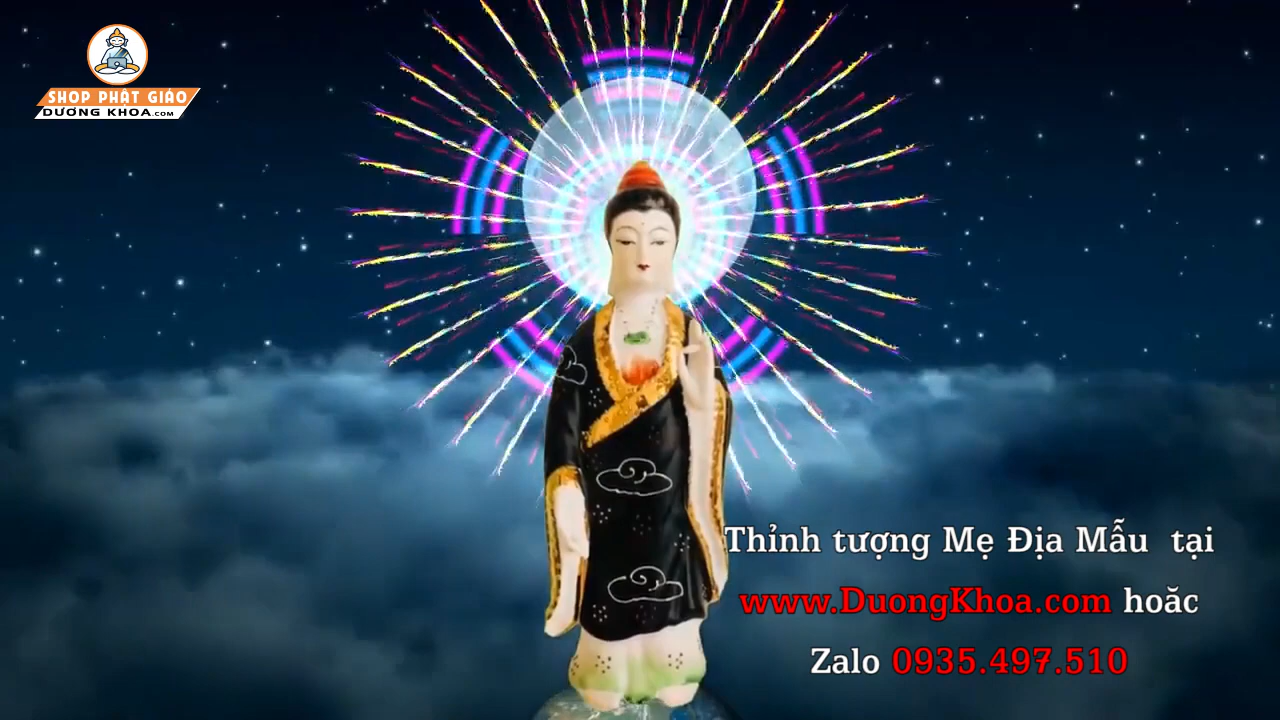 SHOP PHẬT GIÁO
DƯƠNG KHOA.COM
Thỉnh tượng Mẹ Địa Mẫu tại
www.DuongKhoa.com hoăc
Zalo 0935.497.510